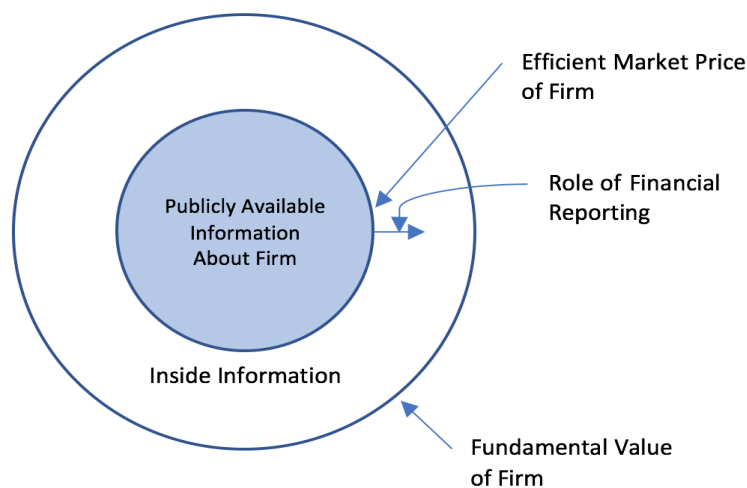 Efficient Market Price
of Firm
Role of Financial
Reporting
Publicly Available
Information
About Firm
Inside Information
Fundamental Value
of Firm